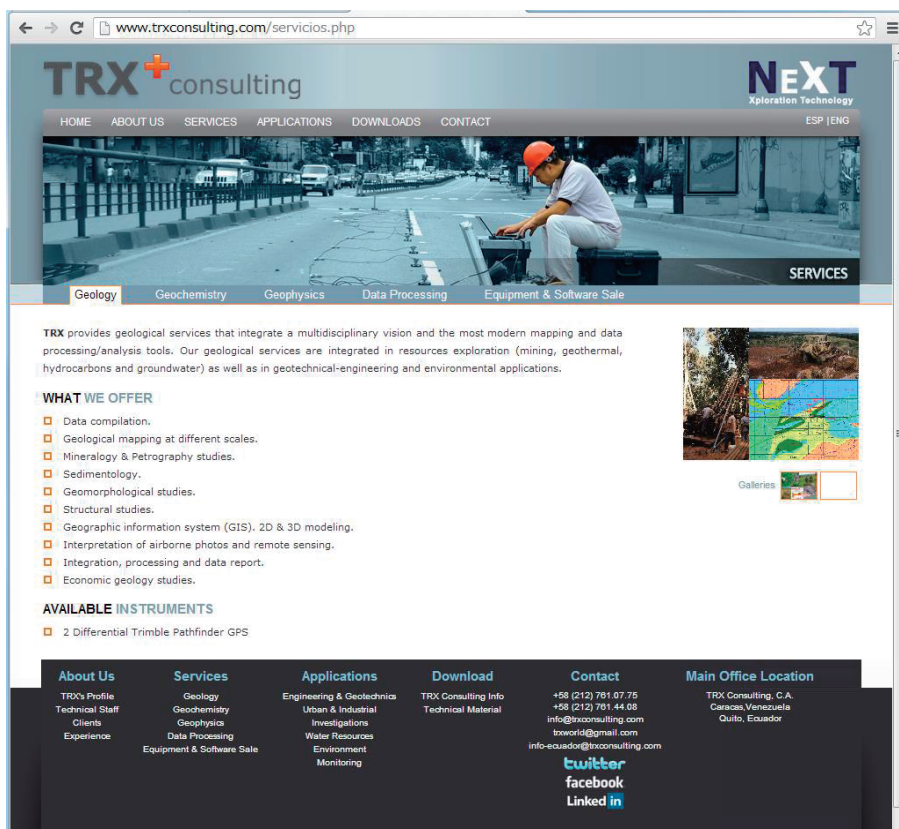 www.trxconsulting.com/servicios.php
TRX+consulting
NEXT
Xploration Technology
HOME ABOUT US SERVICES APPLICATIONS DOWNLOADS CONTACT
ESP | ENG
SERVICES
Geology Geochemistry Geophysics Data Processing Equipment & Software Sale
TRX provides geological services that integrate a multidisciplinary vision and the most modern mapping and data
processing/analysis tools. Our geological services are integrated in resources exploration (mining, geothermal,
hydrocarbons and groundwater) as well as in geotechnical-engineering and environmental applications.
WHAT WE OFFER
Data compilation.
Geological mapping at different scales.
Mineralogy & Petrography studies.
Sedimentology.
Geomorphological studies.
Structural studies.
Geographic information system (GIS). 2D & 3D modeling.
Interpretation of airborne photos and remote sensing.
Integration, processing and data report.
Economic geology studies.
Galleries
AVAILABLE INSTRUMENTS
2 Differential Trimble Pathfinder GPS
About Us
TRX's Profile
Technical Staff
Clients
Experience
Services
Geology
Geochemistry
Geophysics
Data Processing
Equipment & Software Sale
Applications
Engineering & Geotechnics
Urban & Industrial
Investigations
Water Resources
Environment
Monitoring
Download
TRX Consulting Info
Technical Material
Contact
+58 (212) 761.07.75
+58 (212) 761.44.08
info@trxconsulting.com
trxworld@gmail.com
info-ecuador@trxconsulting.com
twitter
facebook
Linked in
Main Office Location
TRX Consulting, C.A.
Caracas,Venezuela
Quito, Ecuador